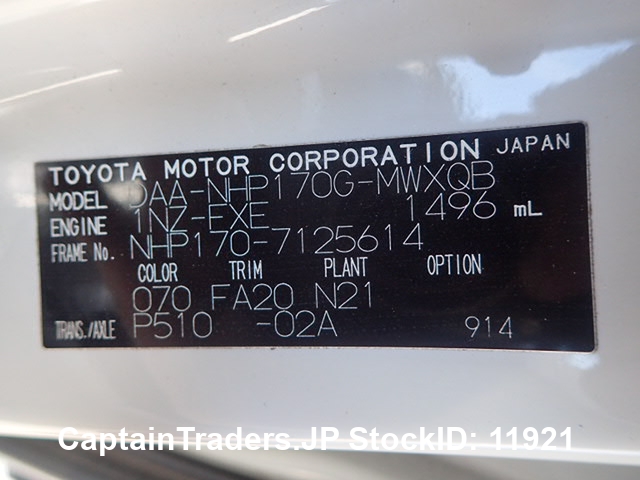 TOYOTA MOTOR CORPORATION JAPAN
MODEL DAA-NHP170G-MWXQB
ENGINE 1NZ-FXE 1496 mL
FRAME No. NHP170-7125614
COLOR TRIM PLANT OPTION
070 FA20 N21
TRANS./AXLE P510 -02A 914
CaptainTraders.JP StockID: 11921